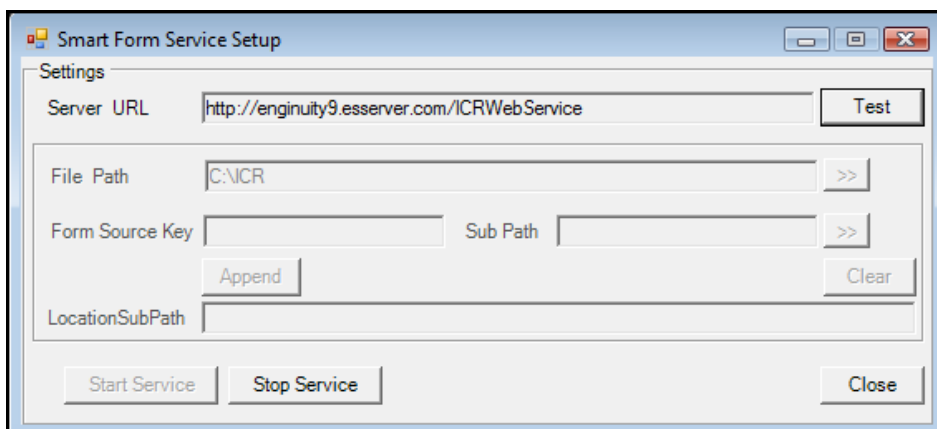 Smart Form Service Setup
Settings
Server URL http://enginuity9.esserver.com/ICRWebService Test
File Path C:\ICR >>
Form Source Key Sub Path >>
Append Clear
LocationSubPath
Start Service Stop Service Close